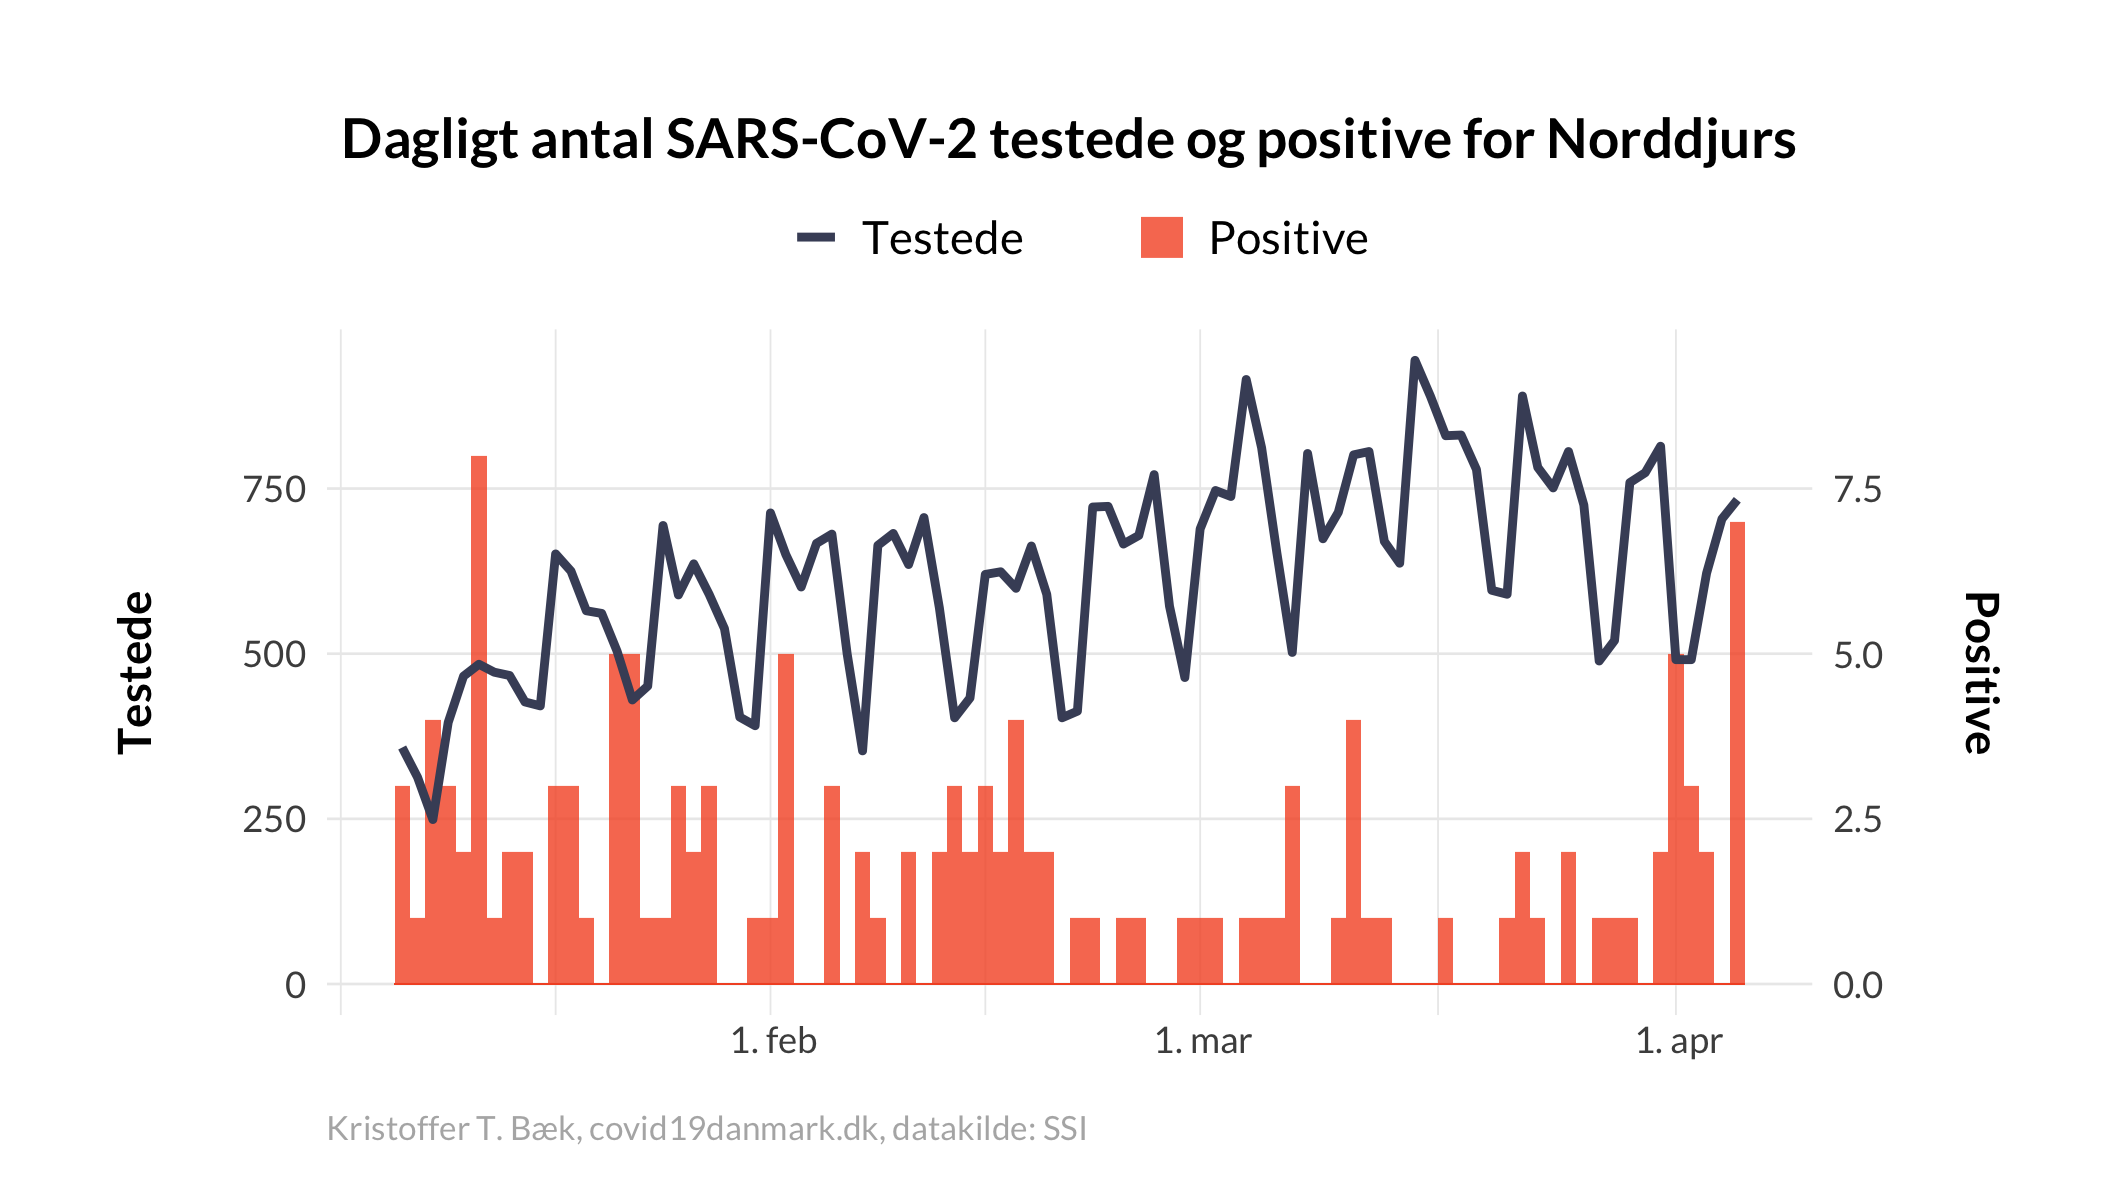 Dagligt antal SARS-CoV-2 testede og positive for Norddjurs
Testede
Positive
Testede
750
500
250
0
7.5
5.0
2.5
0.0
Positive
1. feb
1. mar
1. apr
Kristoffer T. Bæk, covid19danmark.dk, datakilde: SSI